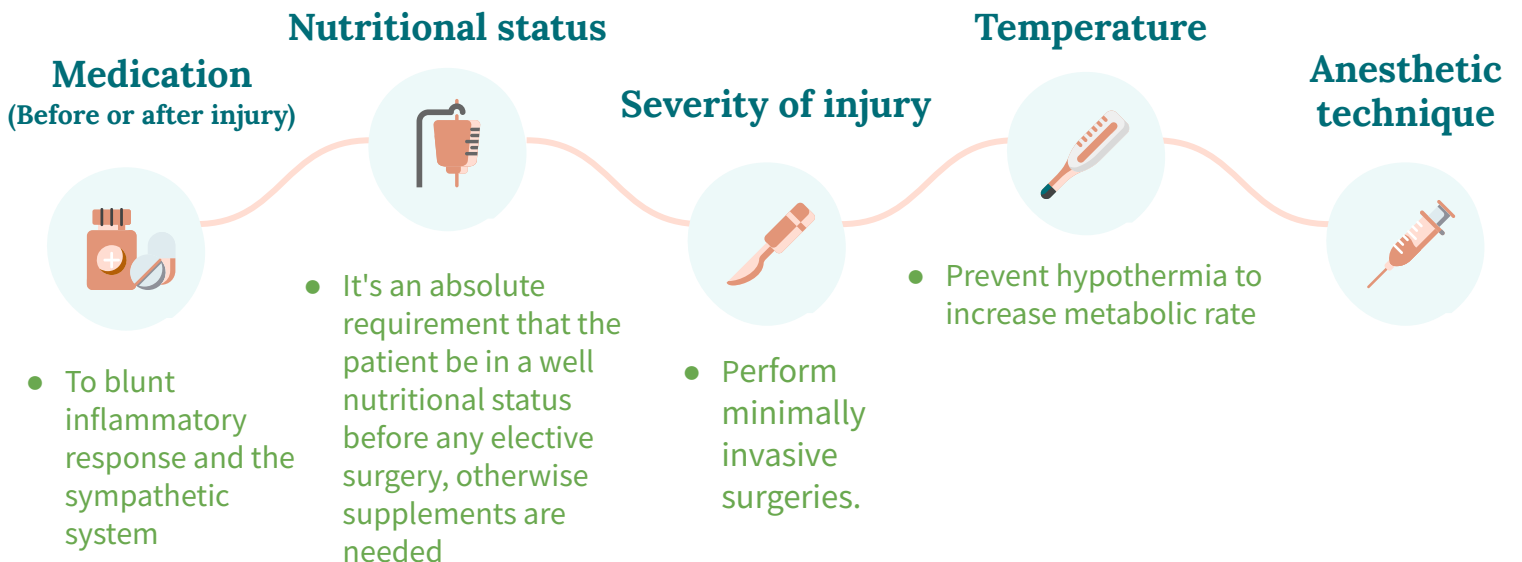 Medication
(Before or after injury)
● To blunt
inflammatory
response and the
sympathetic
system
Nutritional status
● It's an absolute
requirement that the
patient be in a well
nutritional status
before any elective
surgery, otherwise
supplements are
needed
Severity of injury
● Perform
minimally
invasive
surgeries.
Temperature
● Prevent hypothermia to
increase metabolic rate
Anesthetic
technique